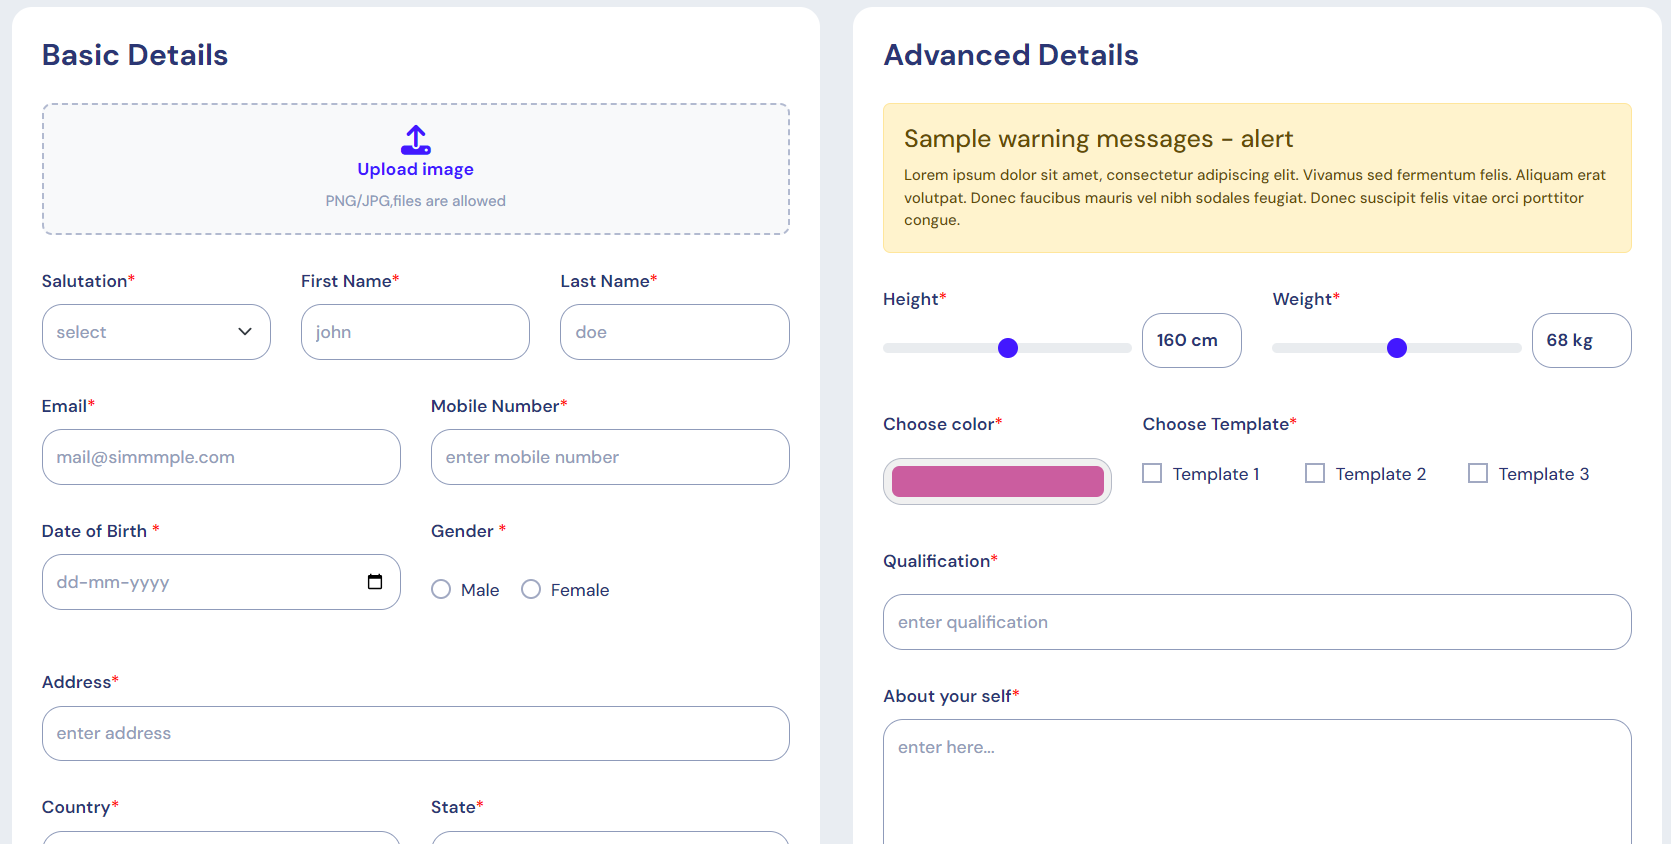 Basic Details
Upload image
PNG/JPG,files are allowed
Salutation* First Name* Last Name*
select john doe
Email* Mobile Number*
mail@simmmple.com enter mobile number
Date of Birth * Gender *
dd-mm-yyyy Male Female
Address*
enter address
Country* State*
Advanced Details
Sample warning messages - alert
Lorem ipsum dolor sit amet, consectetur adipiscing elit. Vivamus sed fermentum felis. Aliquam erat
volutpat. Donec faucibus mauris vel nibh sodales feugiat. Donec suscipit felis vitae orci porttitor
congue.
Height* Weight*
160 cm 68 kg
Choose color* Choose Template*
Template 1 Template 2 Template 3
Qualification*
enter qualification
About your self*
enter here...